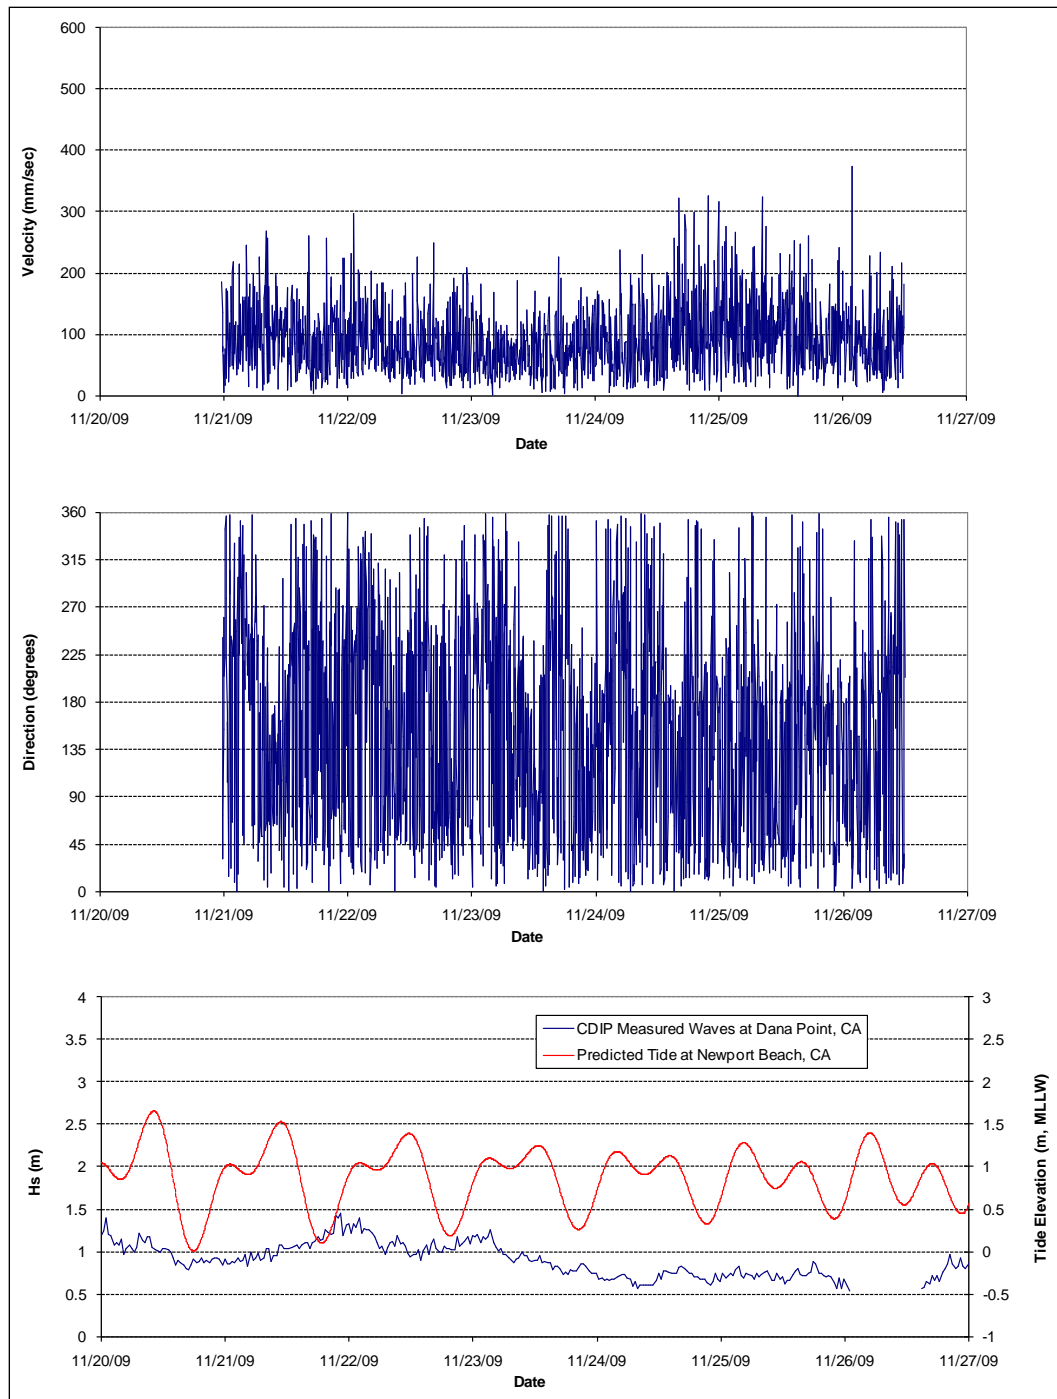 600
500
400
300
200
100
0
Velocity (mm/sec)
11/20/09 11/21/09 11/22/09 11/23/09 11/24/09 11/25/09 11/26/09 11/27/09
Date
360
315
270
225
180
135
90
45
0
Direction (degrees)
11/20/09 11/21/09 11/22/09 11/23/09 11/24/09 11/25/09 11/26/09 11/27/09
Date
4
3.5
3
2.5
2
1.5
1
0.5
0
Hs (m)
CDIP Measured Waves at Dana Point, CA
Predicted Tide at Newport Beach, CA
3
2.5
2
1.5
1
0.5
0
-0.5
-1
Tide Elevation (m, MLLW)
11/20/09 11/21/09 11/22/09 11/23/09 11/24/09 11/25/09 11/26/09 11/27/09
Date